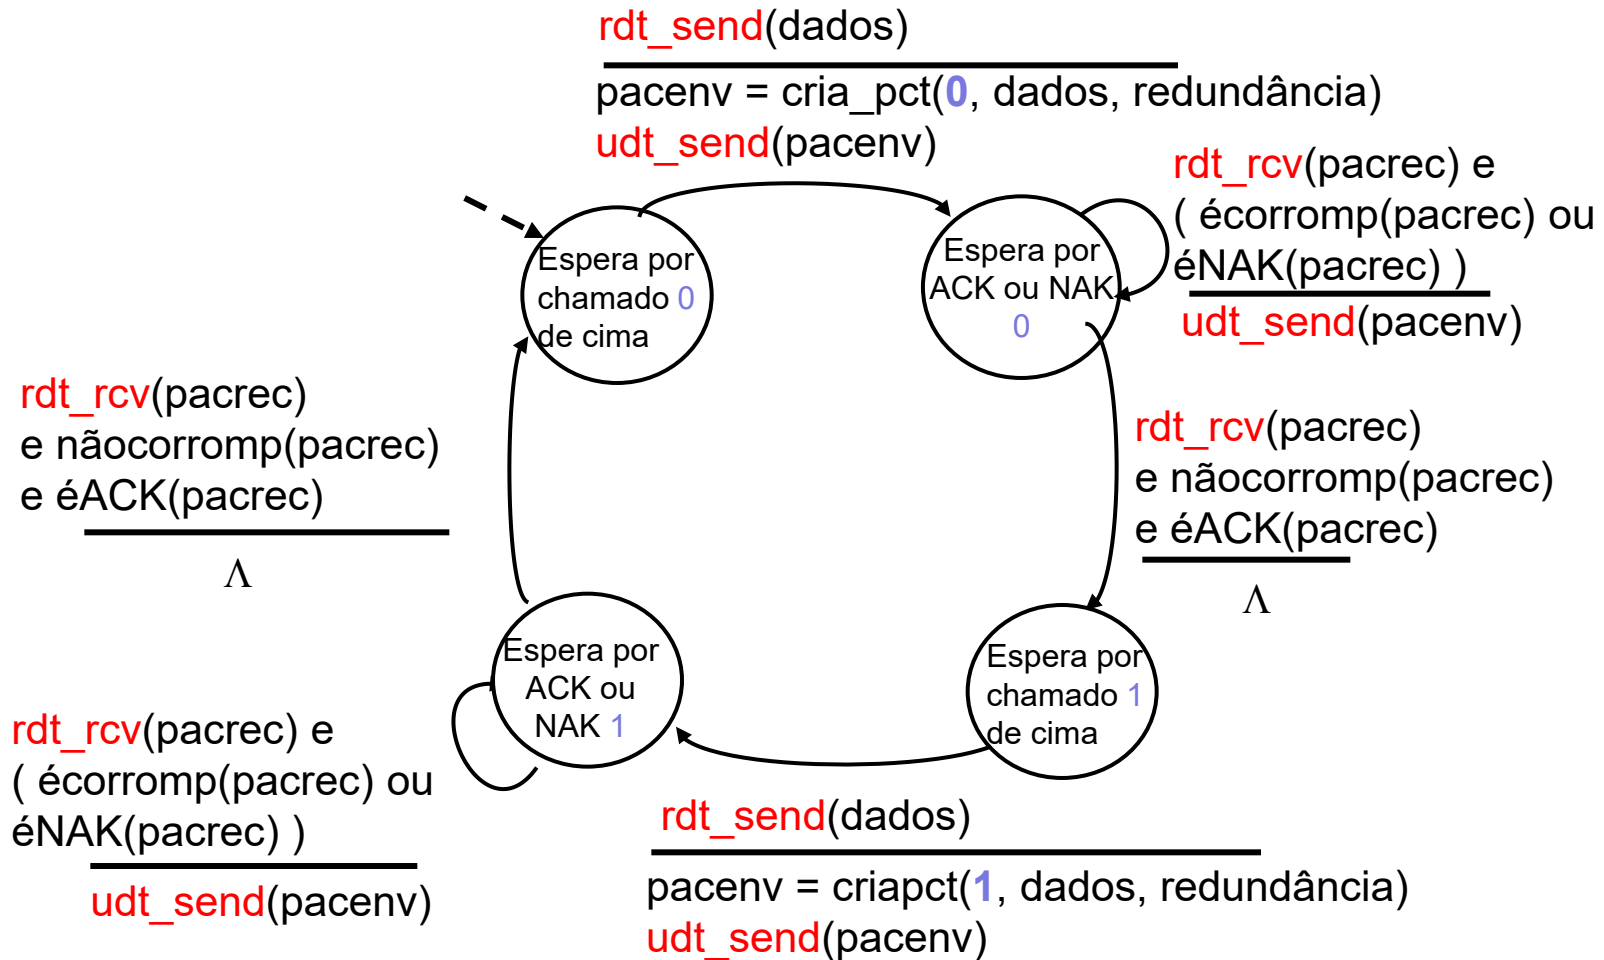 rdt_send(dados)
pacenv = cria_pct(0, dados, redundância)
udt_send(pacenv)
rdt_rcv(pacrec) e
( écorromp(pacrec) ou
éNAK(pacrec) )
udt_send(pacenv)
Espera por
chamado 0
de cima
Espera por
ACK ou NAK
0
rdt_rcv(pacrec)
e nãocorromp(pacrec)
e éACK(pacrec)
Λ
rdt_rcv(pacrec)
e nãocorromp(pacrec)
e éACK(pacrec)
Λ
Espera por
ACK ou
NAK 1
Espera por
chamado 1
de cima
rdt_rcv(pacrec) e
( écorromp(pacrec) ou
éNAK(pacrec) )
udt_send(pacenv)
rdt_send(dados)
pacenv = criapct(1, dados, redundância)
udt_send(pacenv)